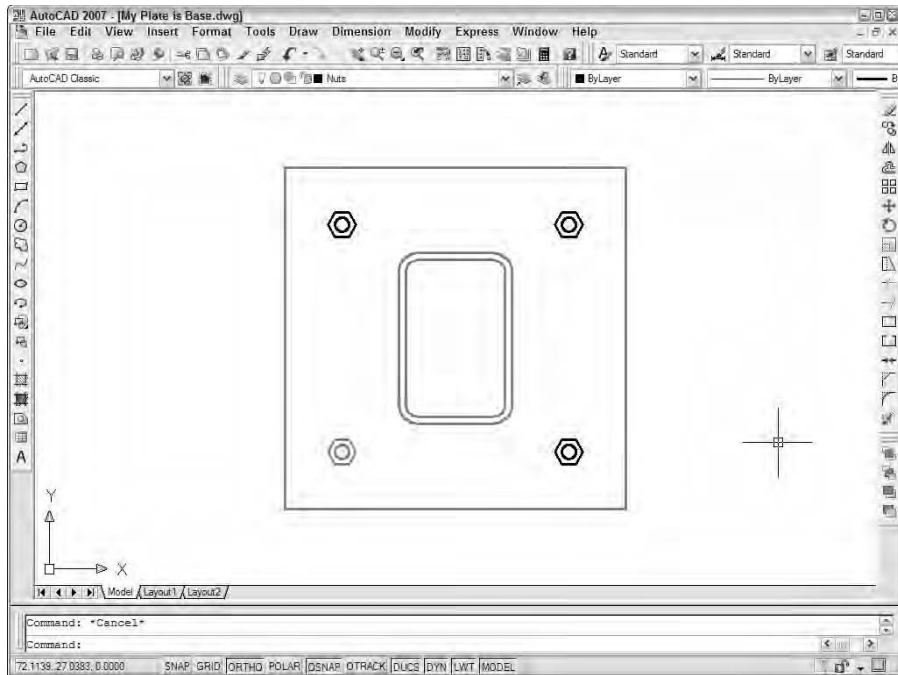 AutoCAD 2007 - [My Plate is Base.dwg]
File Edit View Insert Format Tools Draw Dimension Modify Express Window Help
Standard Standard Standard
AutoCAD Classic Nuts ByLayer ByLayer B
A
Y
X
Model Layout1 Layout2
Command: *Cancel*
Command:
72.1139, 27.0383, 0.0000 SNAP GRID ORTHO POLAR OSNAP OTRACK DUCS DYN LWT MODEL